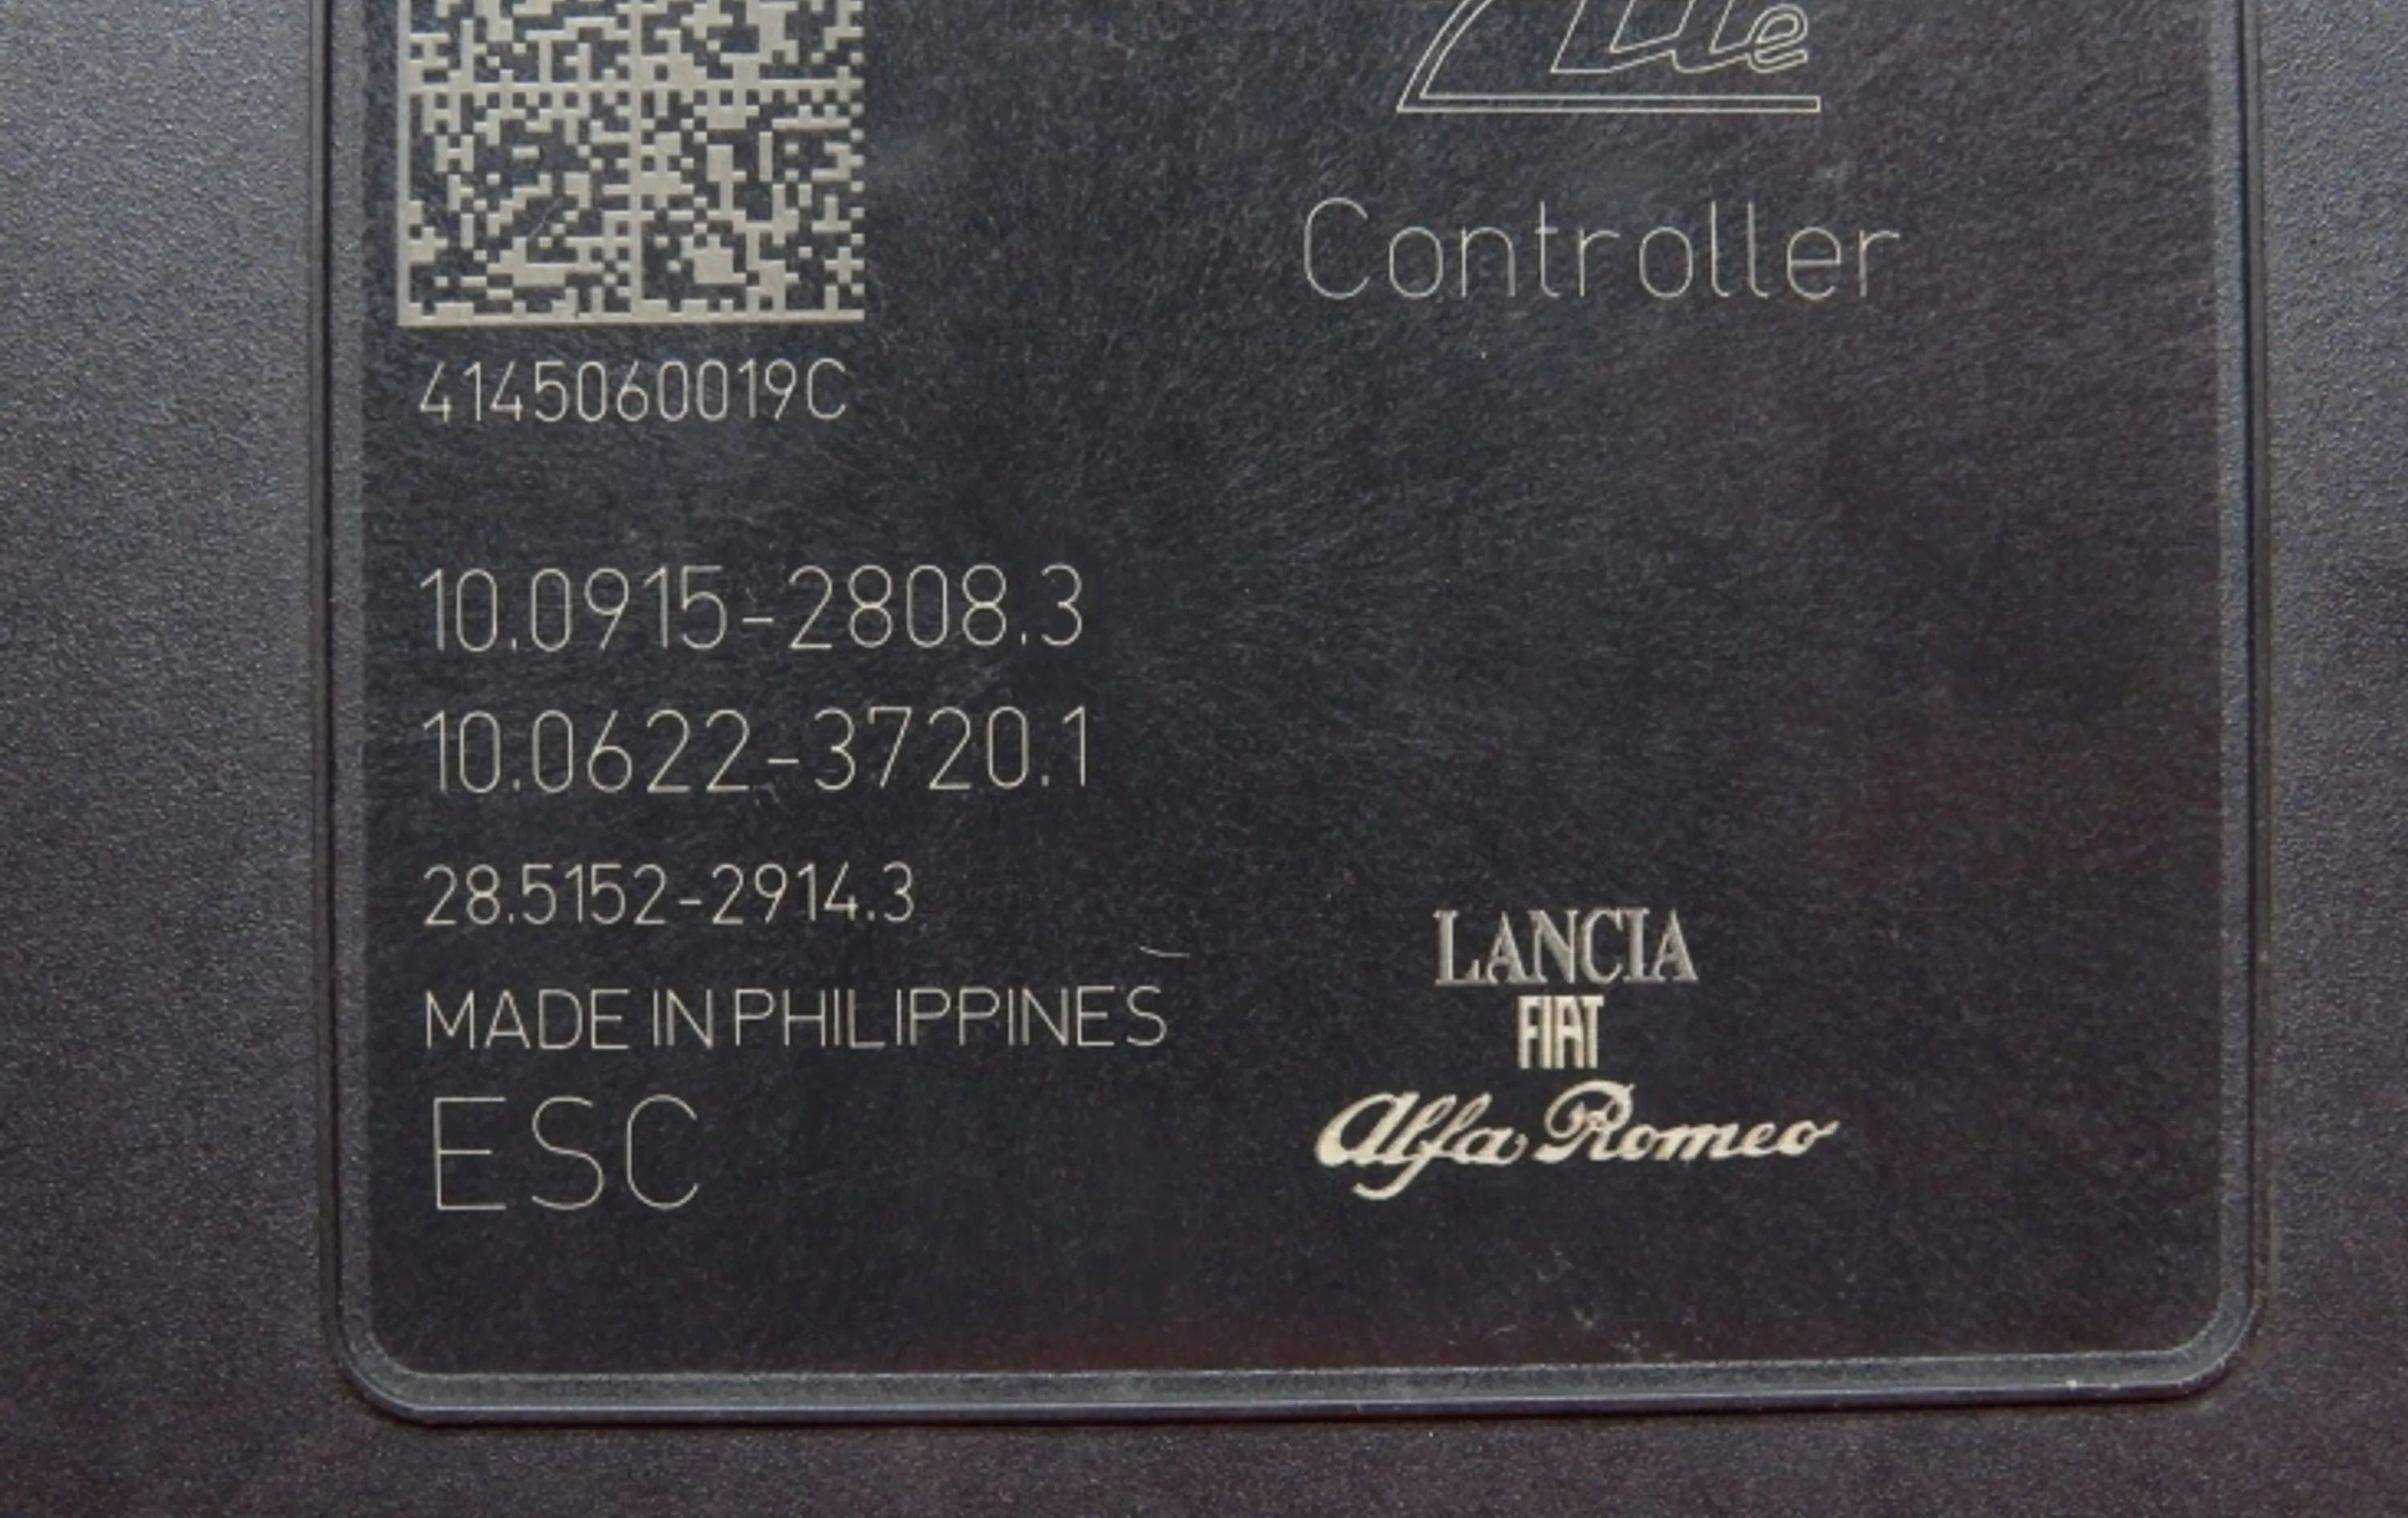 Controller
4145060019C
10.0915-2808.3
10.0622-3720.1
28.5152-2914.3
MADE IN PHILIPPINES
ESC
LANCIA
FIAT
Alfa Romeo